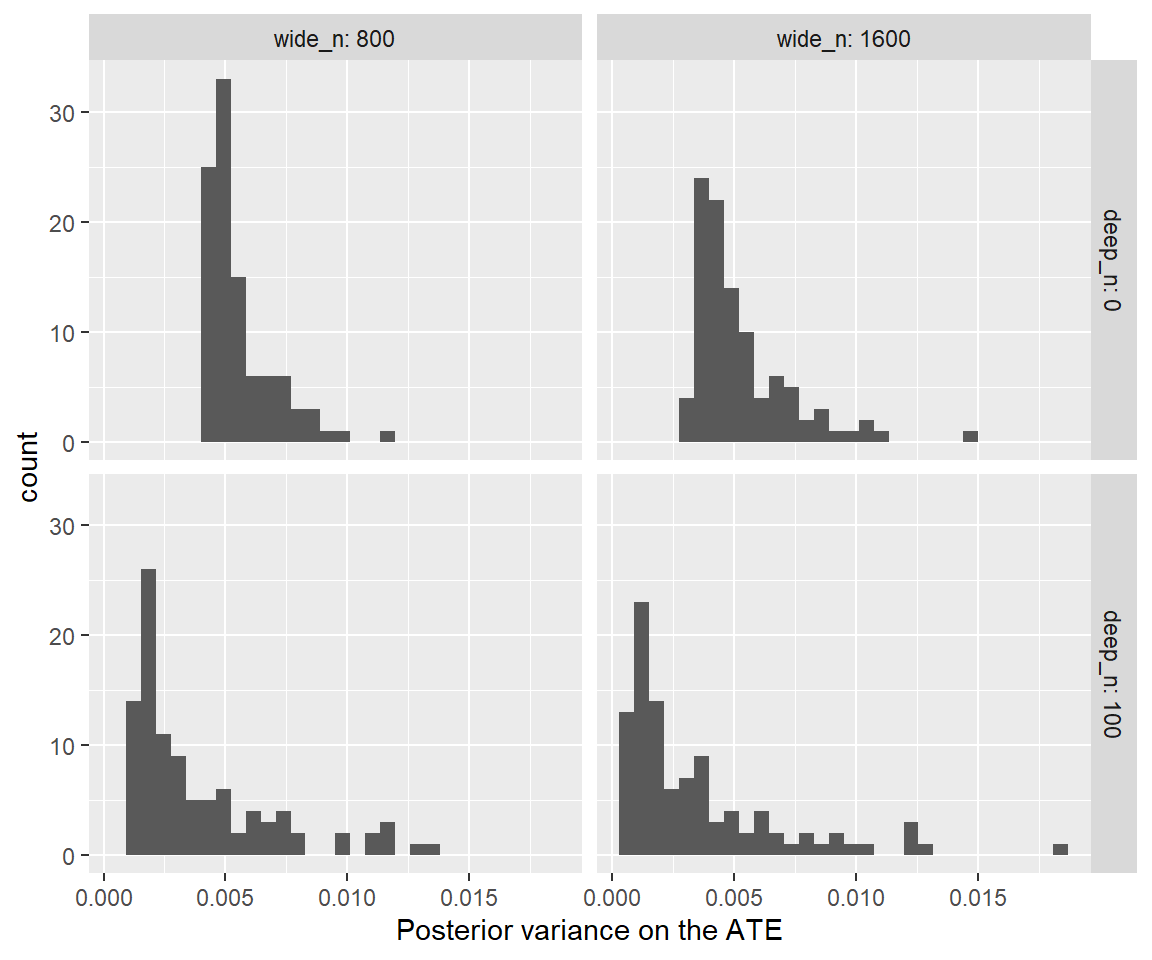 wide_n: 800
wide_n: 1600
30
20
10
0
deep_n: 0
count
30
20
10
0
deep_n: 100
0.000 0.005 0.010 0.015 0.000 0.005 0.010 0.015
Posterior variance on the ATE